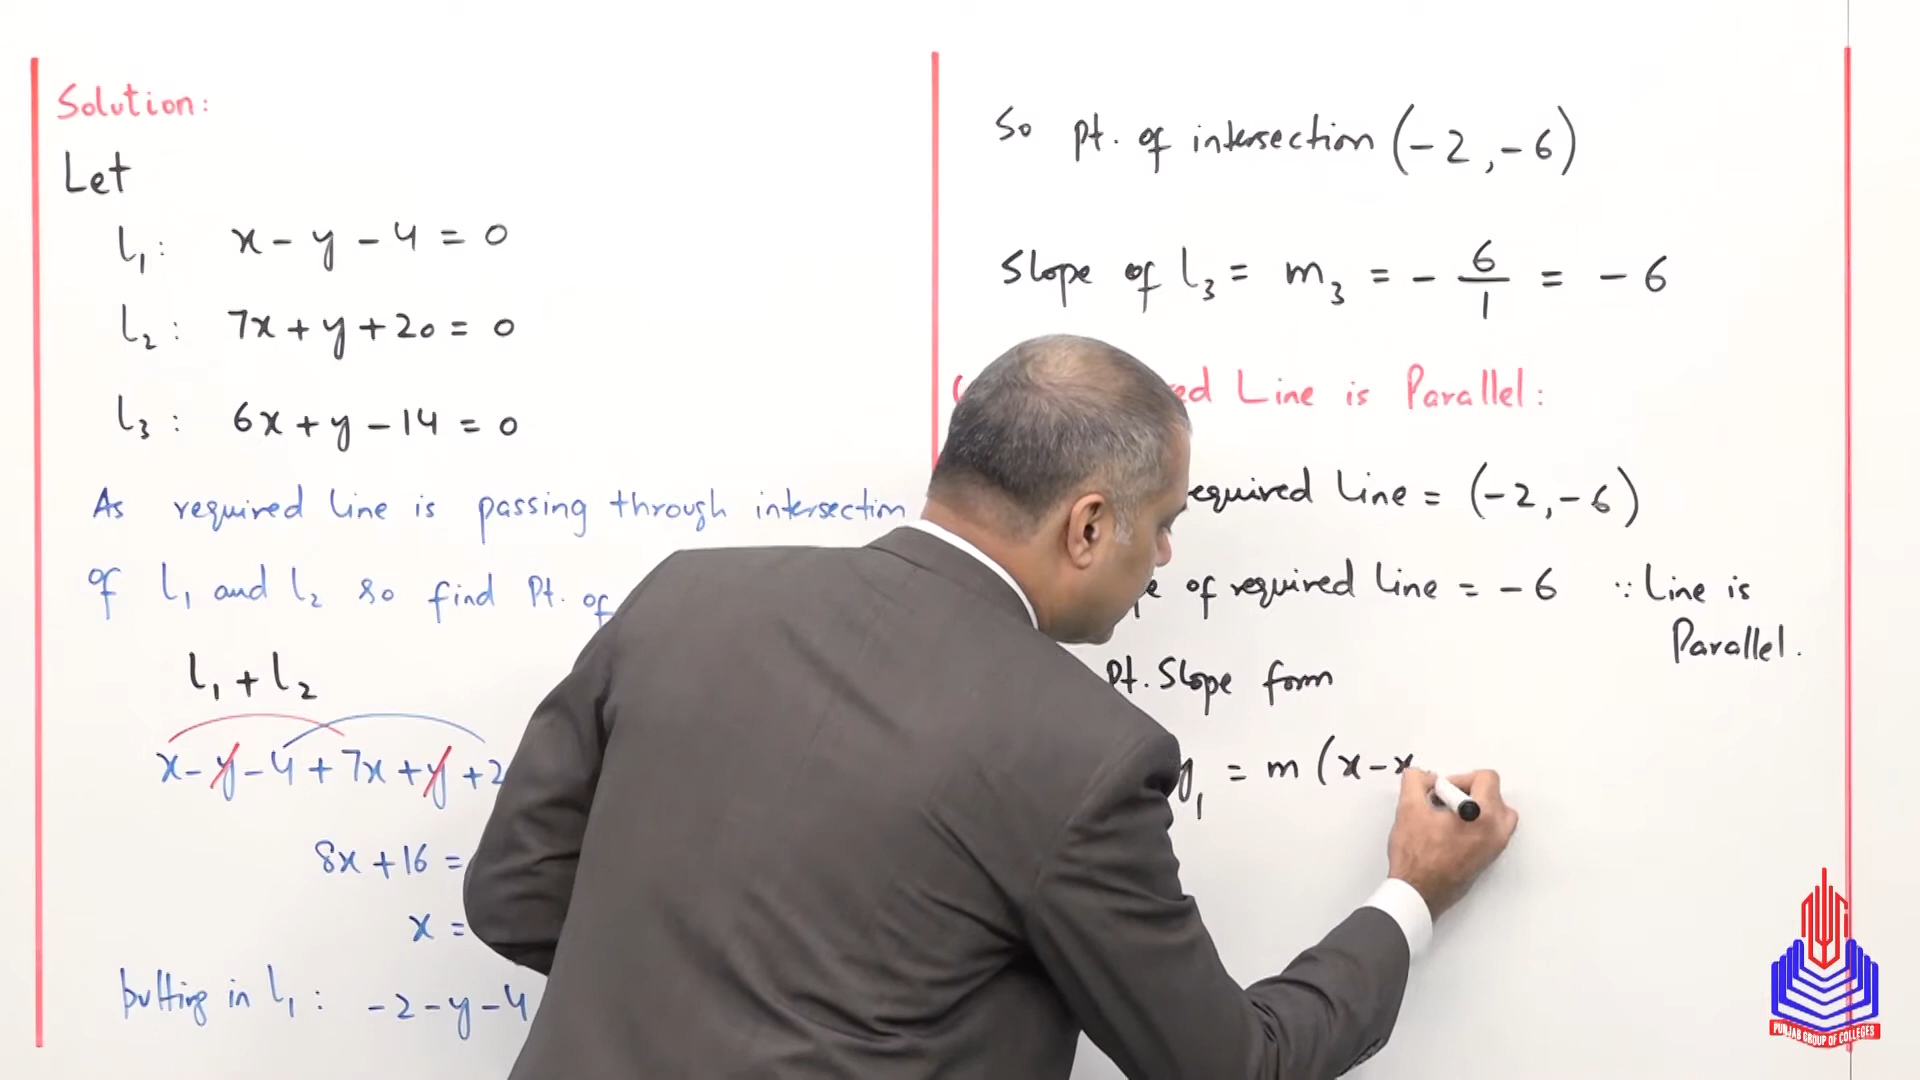 Solution:
Let
l₁: x - y - 4 = 0
l₂: 7x + y + 20 = 0
l₃: 6x + y - 14 = 0
As required line is passing through intersection
of l₁ and l₂ so find Pt. of
l₁ + l₂
x - y - 4 + 7x + y + 2
8x + 16 =
x =
putting in l₁: -2 - y - 4
So pt. of intersection (-2, -6)
Slope of l₃ = m₃ = - 6/1 = - 6
Line is Parallel:
required line = (-2, -6)
of required line = - 6 ∵ Line is
Parallel.
Pt. Slope form
y₁ = m (x - x
PUNJAB GROUP OF COLLEGES